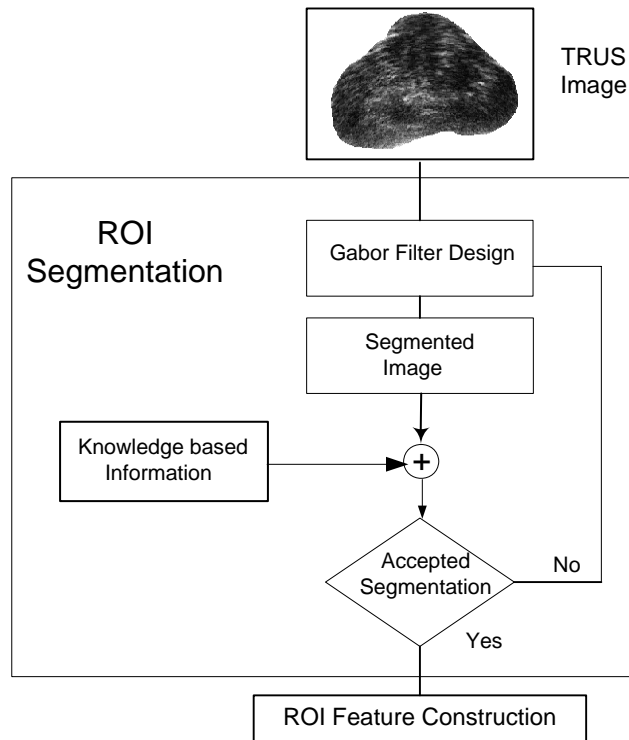 TRUS
Image
ROI
Segmentation
Gabor Filter Design
Segmented
Image
Knowledge based
Information
+
Accepted
Segmentation
No
Yes
ROI Feature Construction